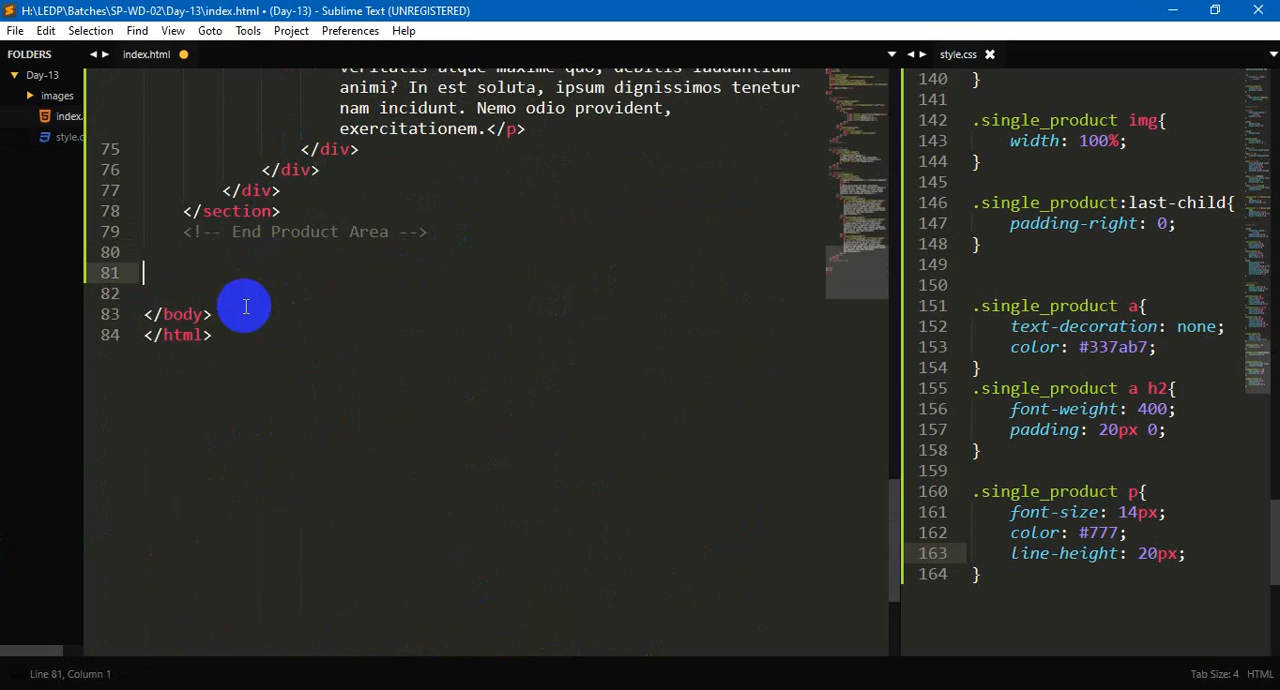 H:\LEDP\Batches\SP-WD-02\Day-13\index.html • (Day-13) - Sublime Text (UNREGISTERED)
File Edit Selection Find View Goto Tools Project Preferences Help
FOLDERS
Day-13
images
index.
style.c
index.html
veritatis atque maxime quo, debitis laudantium
animi? In est soluta, ipsum dignissimos tenetur
nam incidunt. Nemo odio provident,
exercitationem.</p>
75 </div>
76 </div>
77 </div>
78 </section>
79 <!-- End Product Area -->
80
81
82
83 </body>
84 </html>
style.css
140 }
141
142 .single_product img{
143 width: 100%;
144 }
145
146 .single_product:last-child{
147 padding-right: 0;
148 }
149
150
151 .single_product a{
152 text-decoration: none;
153 color: #337ab7;
154 }
155 .single_product a h2{
156 font-weight: 400;
157 padding: 20px 0;
158 }
159
160 .single_product p{
161 font-size: 14px;
162 color: #777;
163 line-height: 20px;
164 }
Line 81, Column 1
Tab Size: 4 HTML